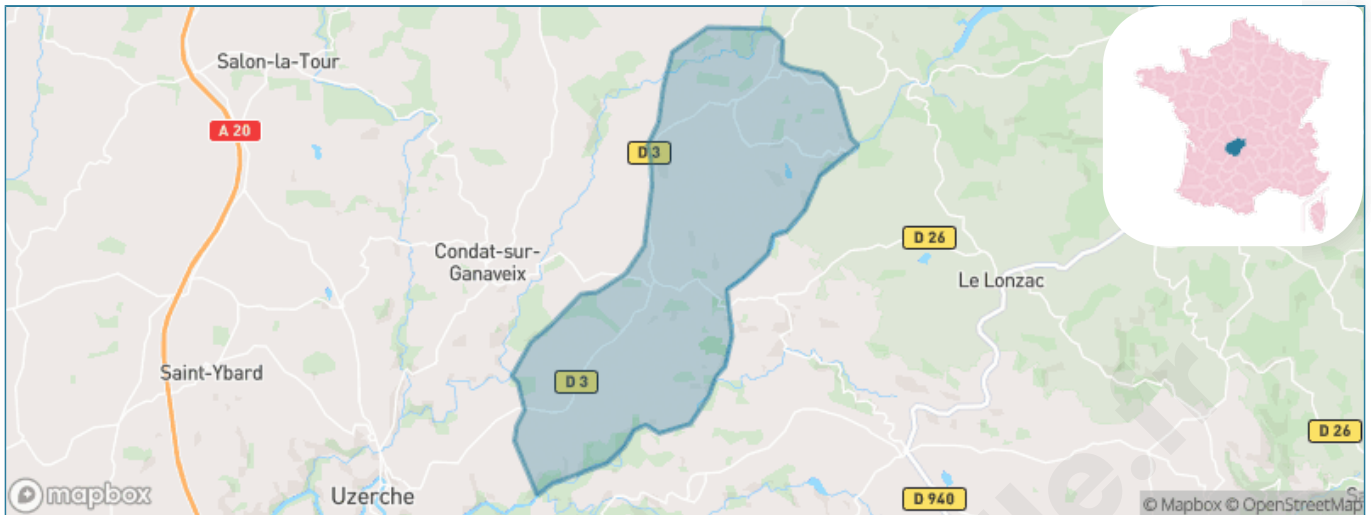 Salon-la-Tour
A 20
D 3
Condat-sur-
Ganaveix
D 26
Le Lonzac
Saint-Ybard
D 3
D 26
Uzerche
D 940
mapbox
© Mapbox © OpenStreetMap